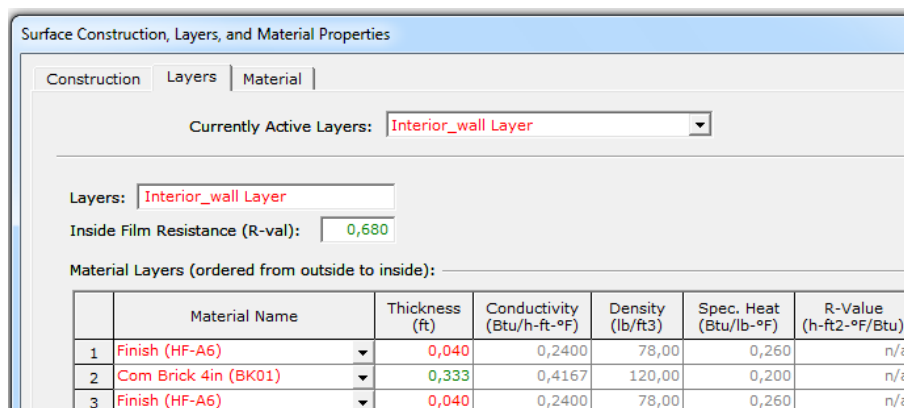 Surface Construction, Layers, and Material Properties
Construction Layers Material
Currently Active Layers: Interior_wall Layer
Layers: Interior_wall Layer
Inside Film Resistance (R-val): 0,680
Material Layers (ordered from outside to inside):
Material Name Thickness (ft) Conductivity (Btu/h-ft-ºF) Density (lb/ft3) Spec. Heat (Btu/lb-ºF) R-Value (h-ft2-ºF/Btu)
1 Finish (HF-A6) 0,040 0,2400 78,00 0,260 n/a
2 Com Brick 4in (BK01) 0,333 0,4167 120,00 0,200 n/a
3 Finish (HF-A6) 0,040 0,2400 78,00 0,260 n/a